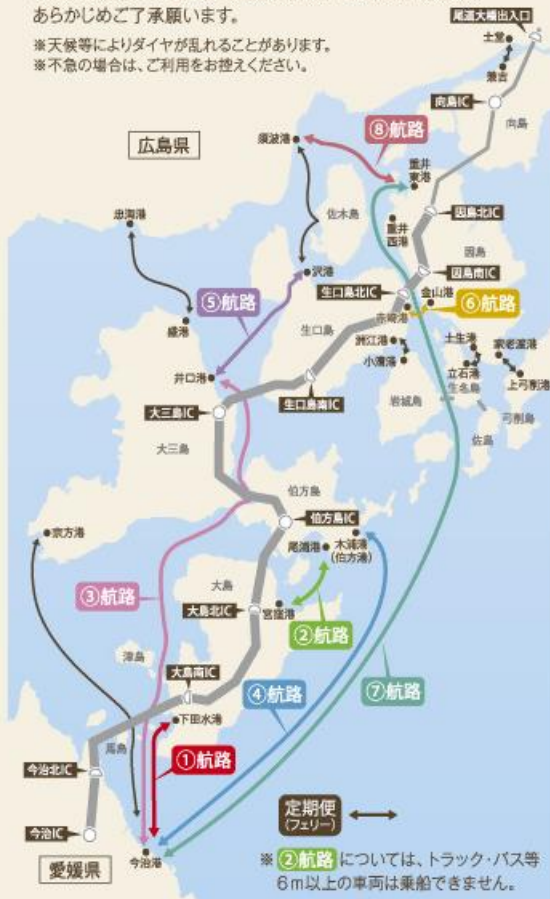 あらかじめご了承願います。
※天候等によりダイヤが乱れることがあります。
※不急の場合は、ご利用をお控えください。
尾道大橋出入口
土堂
兼吉
向島IC
向島
広島県
須波港
⑧航路
重井
東港
佐木島
因島北IC
重井
西港
忠海港
因島
沢港
因島南IC
生口島北IC
金山港
⑤航路
⑥航路
赤崎港
盛港
生口島
洲江港
土生港
家老渡港
小漕港
立石港
井口港
生名島
上弓削港
生口島南IC
岩城島
弓削島
大三島IC
佐島
大三島
伯方島
伯方島IC
宗方港
尾浦港
木浦港
(伯方港)
大島
③航路
大島北IC
宮窪港
②航路
津島
大島南IC
④航路
⑦航路
下田水港
馬島
①航路
今治北IC
定期便
(フェリー)
今治IC
今治港
愛媛県
※②航路については、トラック・バス等
6m以上の車両は乗船できません。